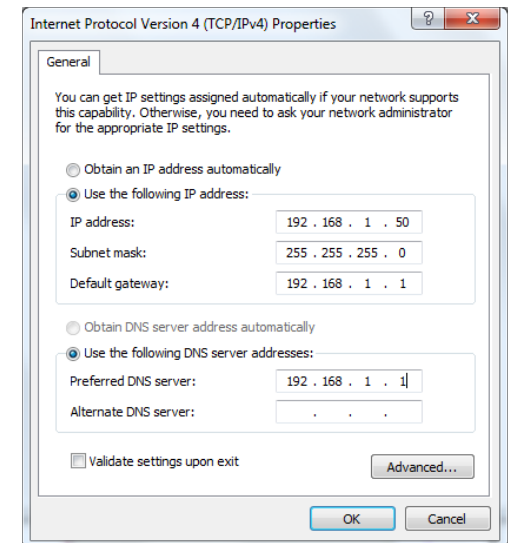 Internet Protocol Version 4 (TCP/IPv4) Properties
?
X
General
You can get IP settings assigned automatically if your network supports
this capability. Otherwise, you need to ask your network administrator
for the appropriate IP settings.
Obtain an IP address automatically
Use the following IP address:
IP address: 192 . 168 . 1 . 50
Subnet mask: 255 . 255 . 255 . 0
Default gateway: 192 . 168 . 1 . 1
Obtain DNS server address automatically
Use the following DNS server addresses:
Preferred DNS server: 192 . 168 . 1 . 1
Alternate DNS server: . . .
Validate settings upon exit
Advanced...
OK Cancel